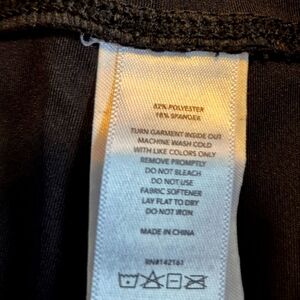 82% POLYESTER
18% SPANDEX
TURN GARMENT INSIDE OUT
MACHINE WASH COLD
WITH LIKE COLORS ONLY
REMOVE PROMPTLY
DO NOT BLEACH
DO NOT USE
FABRIC SOFTENER
LAY FLAT TO DRY
DO NOT IRON
MADE IN CHINA
RN#142161